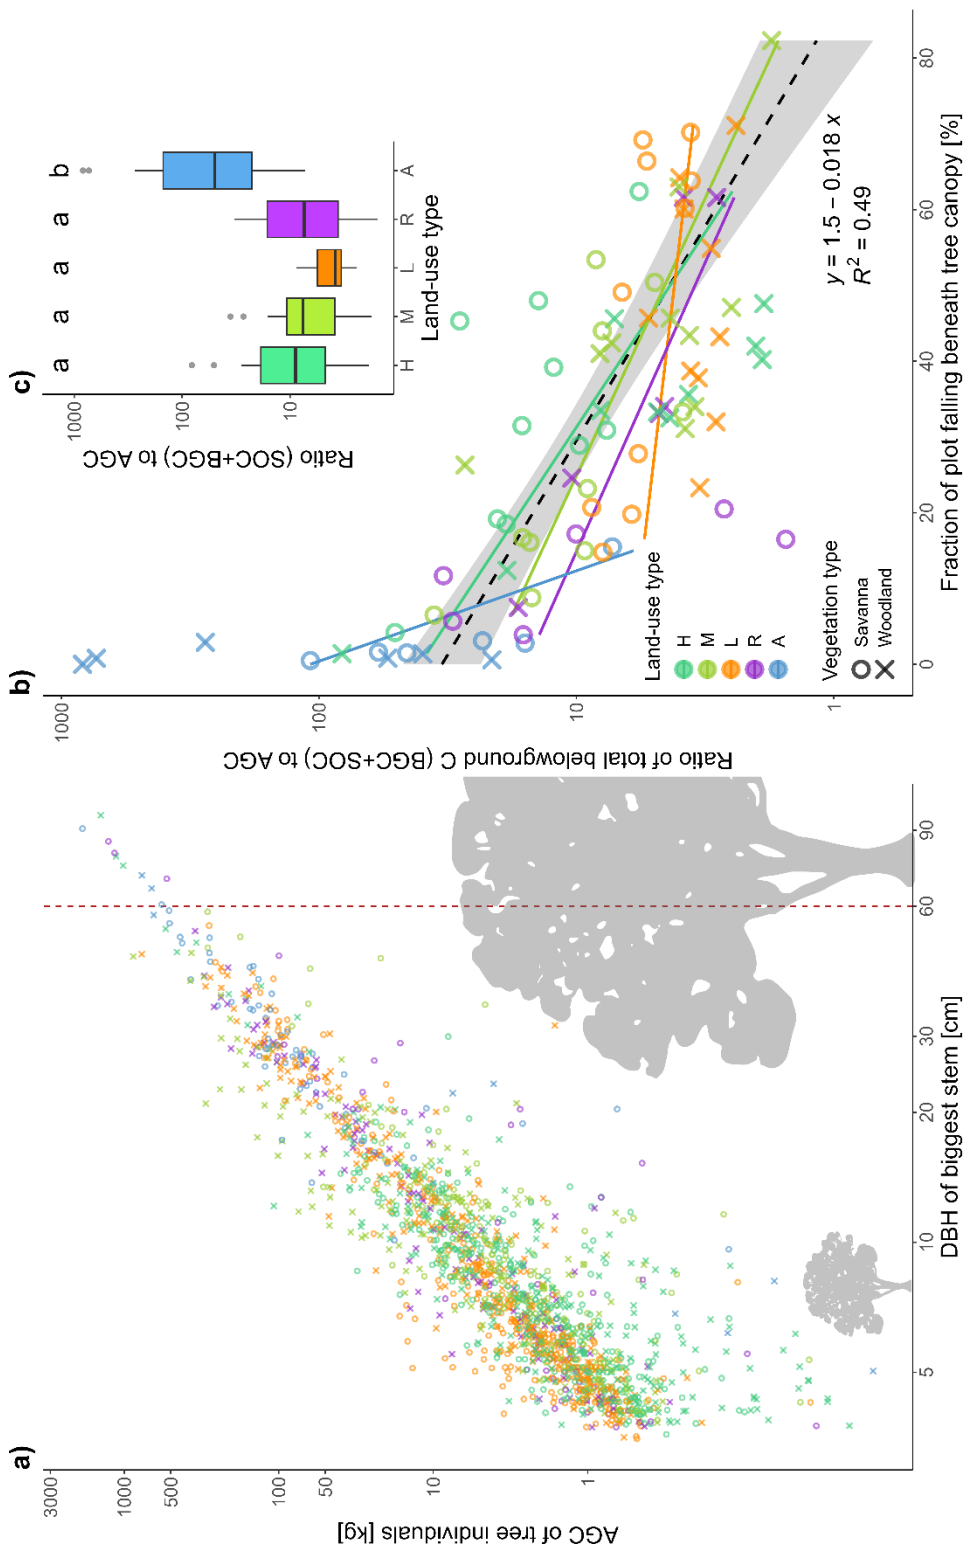 a)
AGC of tree individuals [kg]
3000
1000
500
100
50
10
1
5
10
20
30
60
90
DBH of biggest stem [cm]
b)
Ratio of total belowground C (BGC+SOC) to AGC
1000
100
10
1
0
20
40
60
80
Fraction of plot falling beneath tree canopy [%]
Land-use type
H
M
L
R
A
Vegetation type
Savanna
Woodland
y = 1.5 − 0.018 x
R² = 0.49
c)
Ratio (SOC+BGC) to AGC
1000
100
10
a a a a b
H M L R A
Land-use type